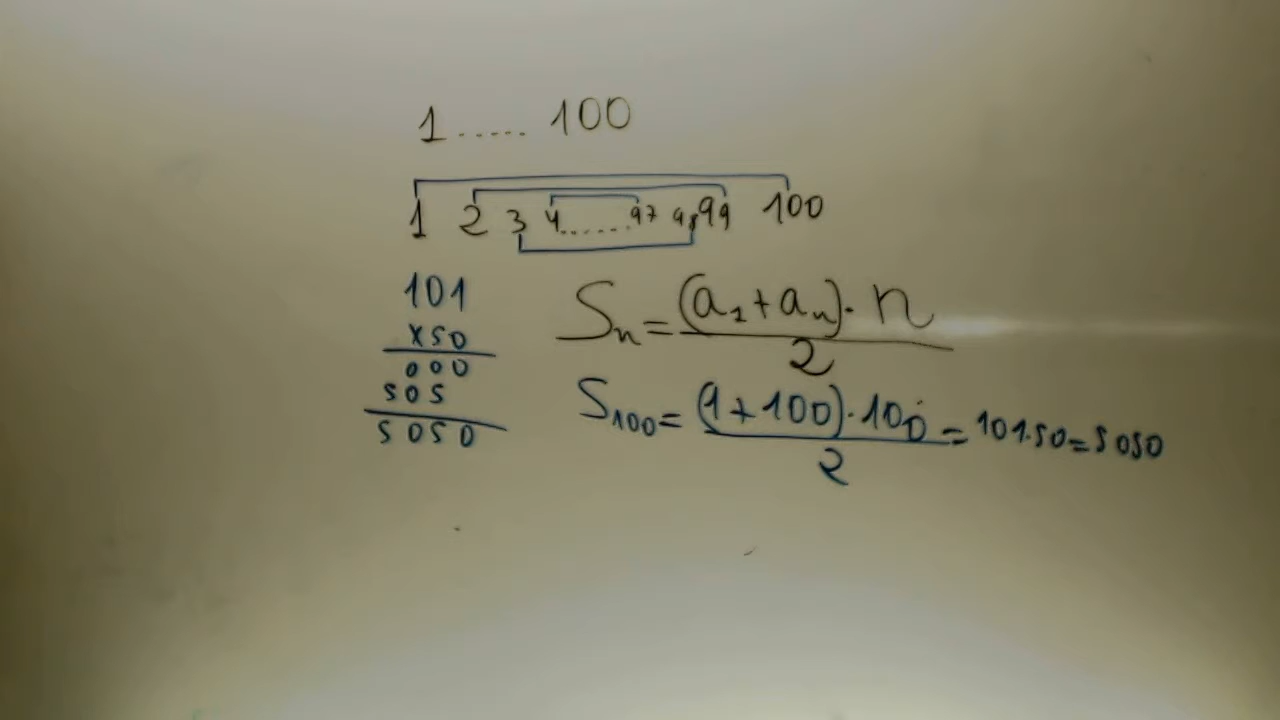 1 ...... 100
1 2 3 4 ....... 97 98 99 100
101
x50
000
505
5050
Sn = (a1 + an) · n
2
S100 = (1 + 100) · 100 = 101.50 = 5050
2